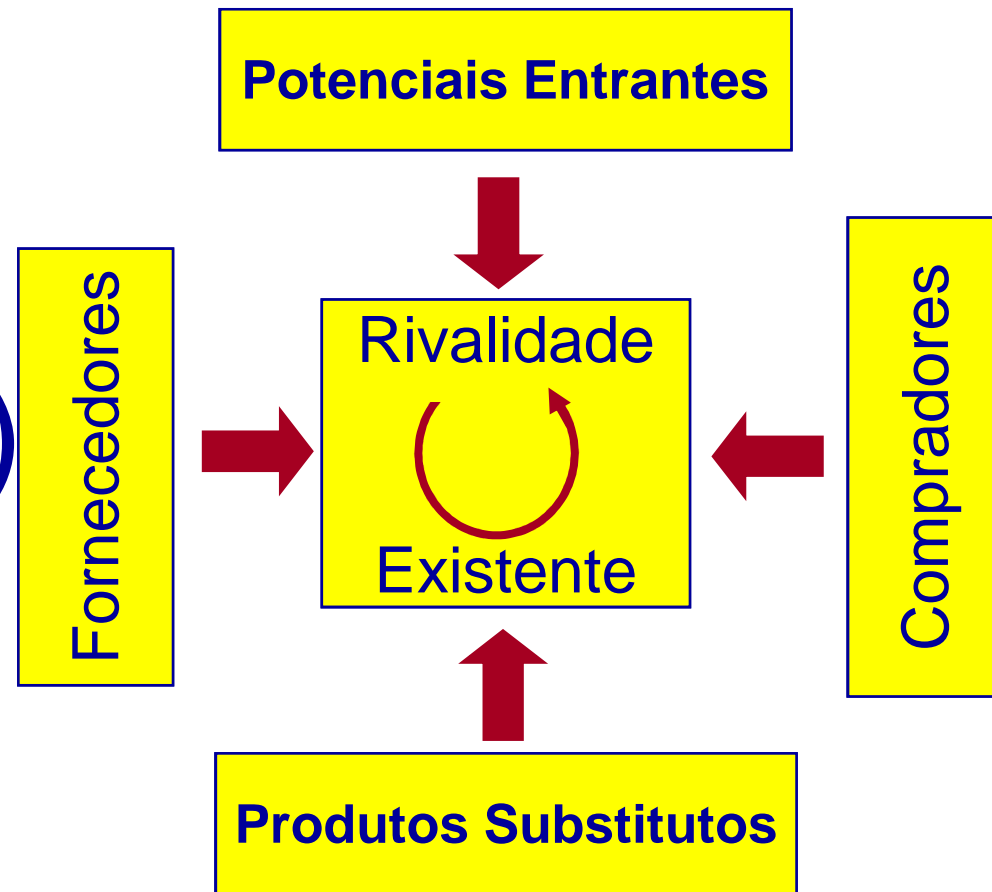 Potenciais Entrantes
Fornecedores
Rivalidade
Existente
Compradores
Produtos Substitutos